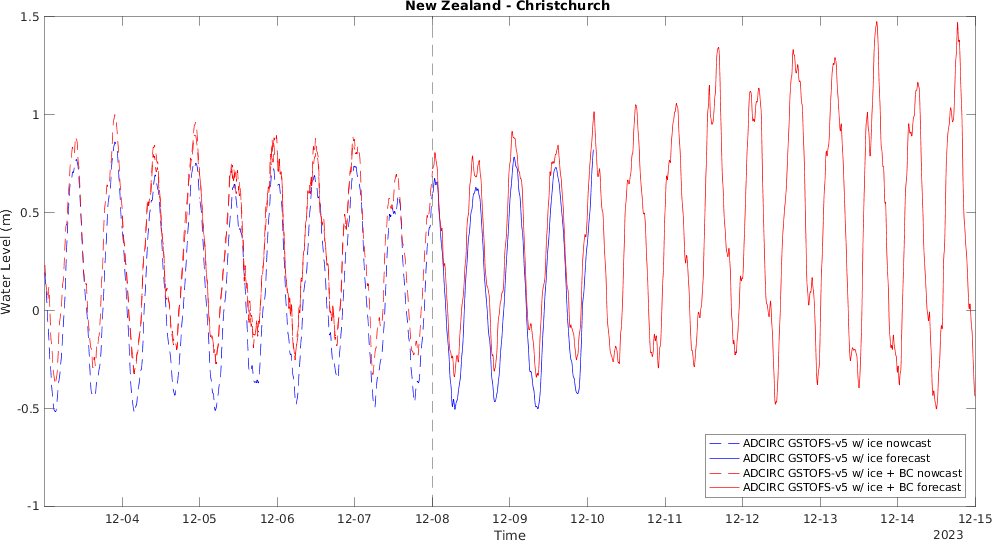 New Zealand - Christchurch
1.5
1
0.5
0
-0.5
-1
Water Level (m)
12-04
12-05
12-06
12-07
12-08
12-09
12-10
12-11
12-12
12-13
12-14
12-15
Time
2023
ADCIRC GSTOFS-v5 w/ ice nowcast
ADCIRC GSTOFS-v5 w/ ice forecast
ADCIRC GSTOFS-v5 w/ ice + BC nowcast
ADCIRC GSTOFS-v5 w/ ice + BC forecast